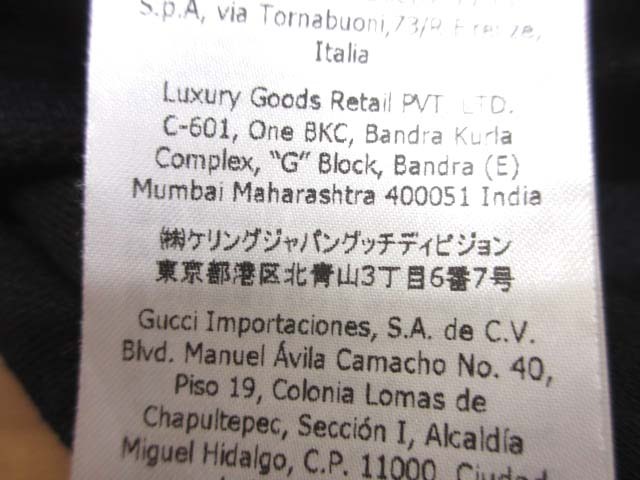 S.p.A, via Tornabuoni,73/R Firenze,
Italia
Luxury Goods Retail PVT. LTD.
C-601, One BKC, Bandra Kurla
Complex, “G” Block, Bandra (E)
Mumbai Maharashtra 400051 India
㈱ケリングジャパングッチディビジョン
東京都港区北青山3丁目6番7号
Gucci Importaciones, S.A. de C.V.
Blvd. Manuel Ávila Camacho No. 40,
Piso 19, Colonia Lomas de
Chapultepec, Sección I, Alcaldía
Miguel Hidalgo, C.P. 11000, Ciudad